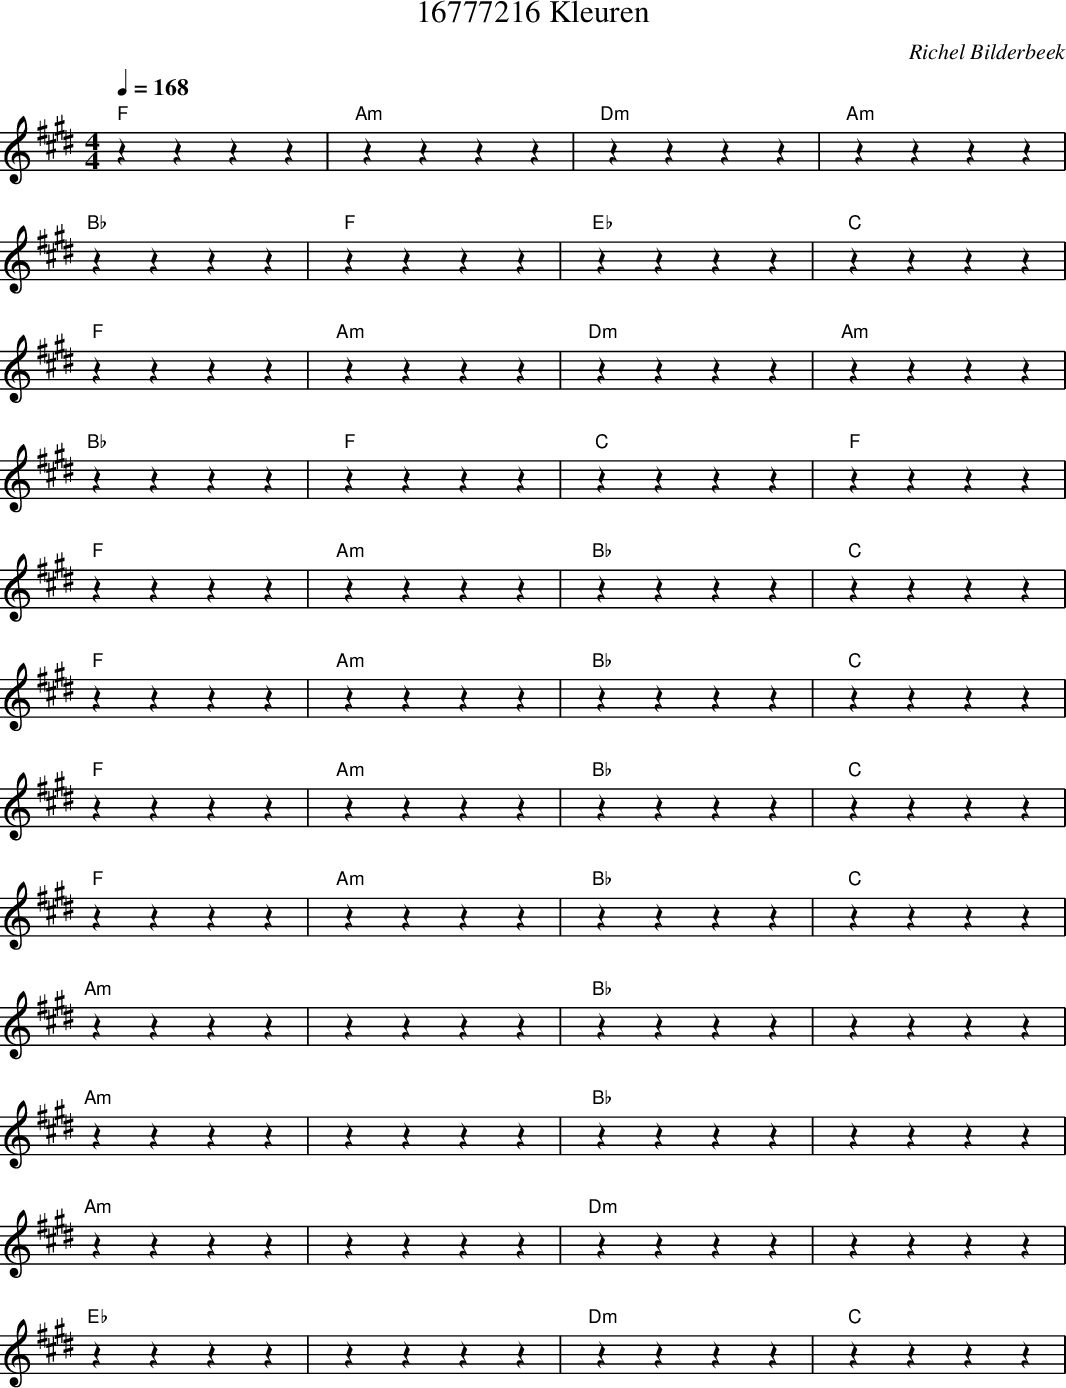 16777216 Kleuren
Richel Bilderbeek
♩ = 168
F Am Dm Am
4
4
B♭ F E♭ C
F Am Dm Am
B♭ F C F
F Am B♭ C
F Am B♭ C
F Am B♭ C
F Am B♭ C
Am B♭
Am B♭
Am Dm
E♭ Dm C